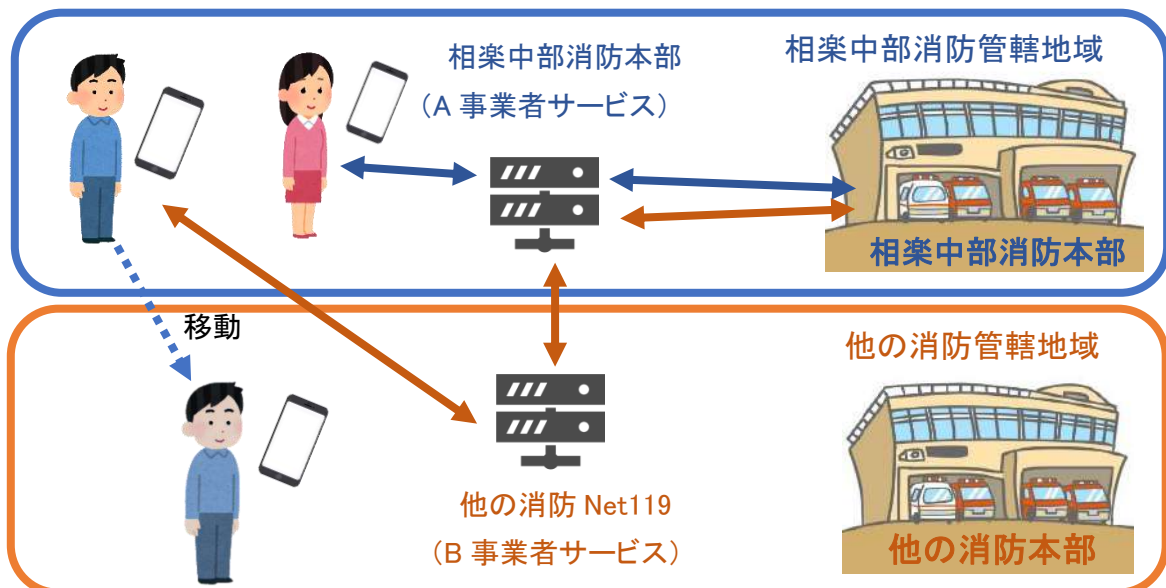 相楽中部消防本部
（A 事業者サービス）
相楽中部消防管轄地域
相楽中部消防本部
移動
他の消防管轄地域
他の消防 Net119
（B 事業者サービス）
他の消防本部